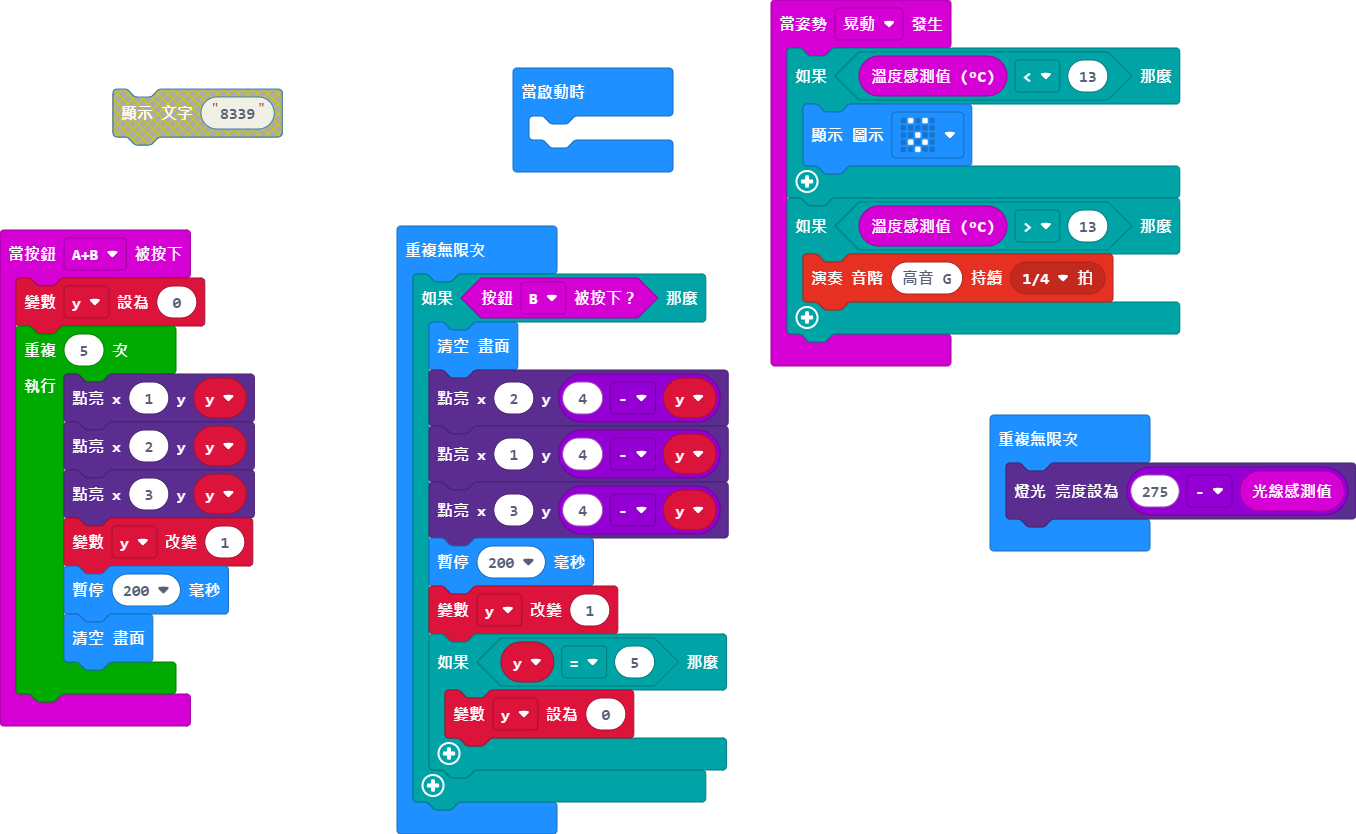 顯示 文字 "8339"
當啟動時
當按鈕 A+B 被按下
變數 y 設為 0
重複 5 次
執行
點亮 x 1 y y
點亮 x 2 y y
點亮 x 3 y y
變數 y 改變 1
暫停 200 毫秒
清空 畫面
重複無限次
如果 按鈕 B 被按下？ 那麼
清空 畫面
點亮 x 2 y 4 - y
點亮 x 1 y 4 - y
點亮 x 3 y 4 - y
暫停 200 毫秒
變數 y 改變 1
如果 y = 5 那麼
變數 y 設為 0
當姿勢 晃動 發生
如果 溫度感測值 (°C) < 13 那麼
顯示 圖示
如果 溫度感測值 (°C) > 13 那麼
演奏 音階 高音 G 持續 1/4 拍
重複無限次
燈光 亮度設為 275 - 光線感測值